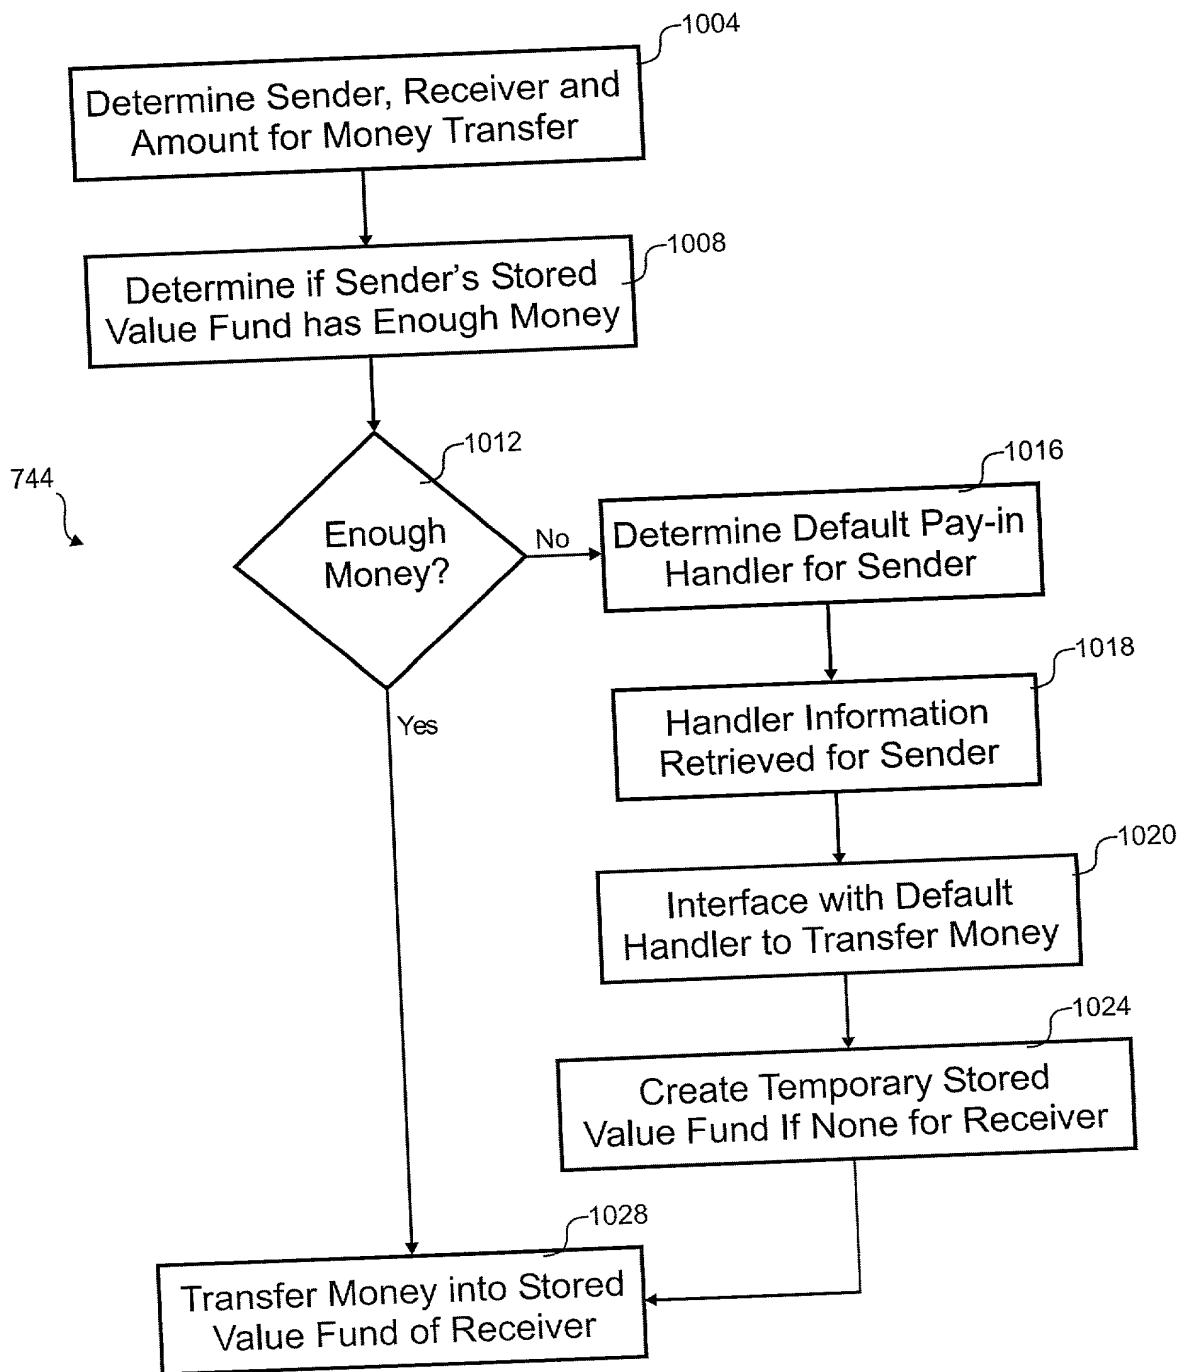 1004
Determine Sender, Receiver and
Amount for Money Transfer
1008
Determine if Sender's Stored
Value Fund has Enough Money
1012
744
Enough
Money?
No
Yes
1016
Determine Default Pay-in
Handler for Sender
1018
Handler Information
Retrieved for Sender
1020
Interface with Default
Handler to Transfer Money
1024
Create Temporary Stored
Value Fund If None for Receiver
1028
Transfer Money into Stored
Value Fund of Receiver